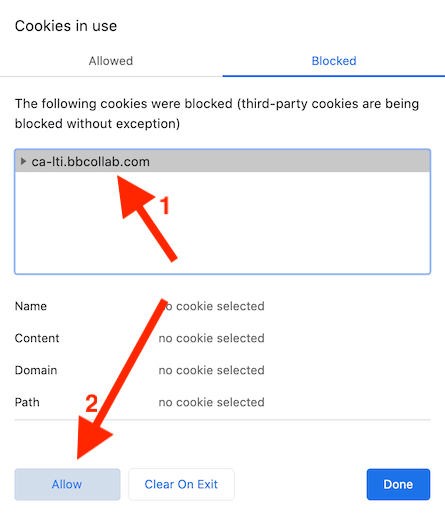 Cookies in use
Allowed
Blocked
The following cookies were blocked (third-party cookies are being
blocked without exception)
ca-lti.bbcollab.com
1
Name
cookie selected
Content
no cookie selected
Domain
no cookie selected
Path
no cookie selected
2
Allow
Clear On Exit
Done